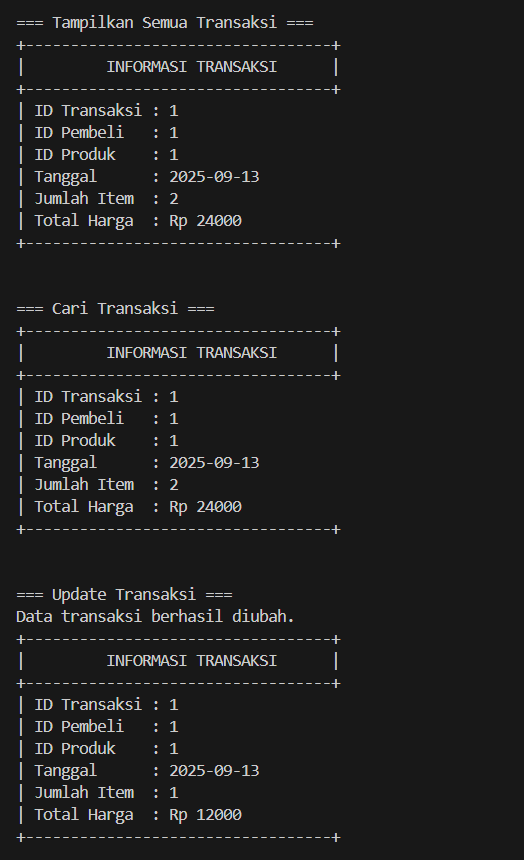 === Tampilkan Semua Transaksi ===
+----------------------------------+
|         INFORMASI TRANSAKSI      |
+----------------------------------+
| ID Transaksi : 1
| ID Pembeli   : 1
| ID Produk    : 1
| Tanggal      : 2025-09-13
| Jumlah Item  : 2
| Total Harga  : Rp 24000
+----------------------------------+
=== Cari Transaksi ===
+----------------------------------+
|         INFORMASI TRANSAKSI      |
+----------------------------------+
| ID Transaksi : 1
| ID Pembeli   : 1
| ID Produk    : 1
| Tanggal      : 2025-09-13
| Jumlah Item  : 2
| Total Harga  : Rp 24000
+----------------------------------+
=== Update Transaksi ===
Data transaksi berhasil diubah.
+----------------------------------+
|         INFORMASI TRANSAKSI      |
+----------------------------------+
| ID Transaksi : 1
| ID Pembeli   : 1
| ID Produk    : 1
| Tanggal      : 2025-09-13
| Jumlah Item  : 1
| Total Harga  : Rp 12000
+----------------------------------+